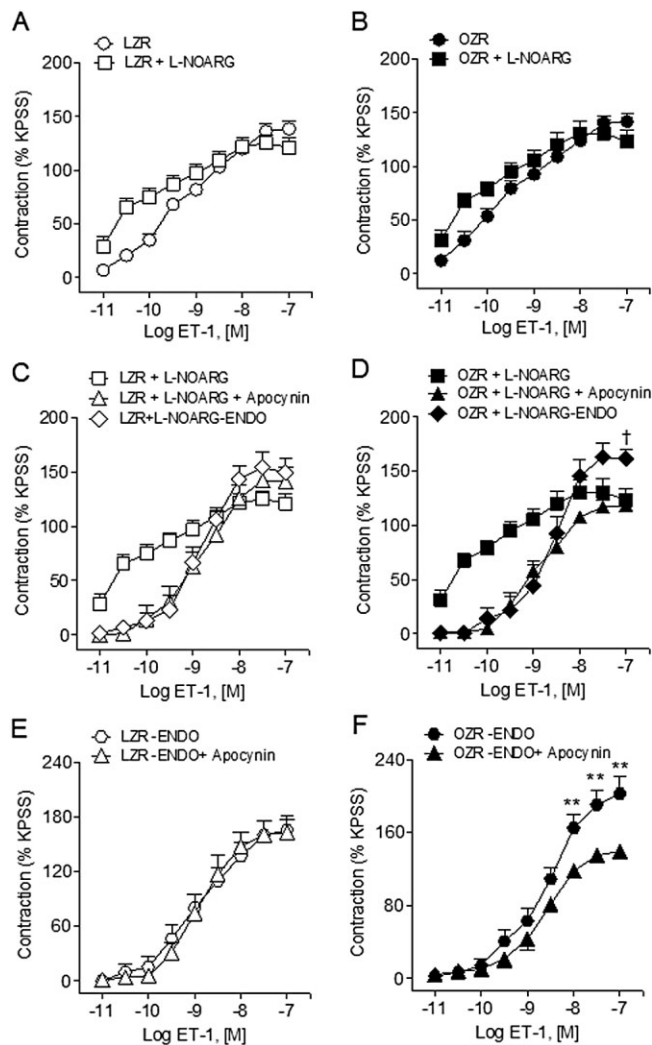 A
LZR
LZR + L-NOARG
200
150
100
50
0
Contraction (% KPSS)
-11 -10 -9 -8 -7
Log ET-1, [M]
B
OZR
OZR + L-NOARG
200
150
100
50
0
Contraction (% KPSS)
-11 -10 -9 -8 -7
Log ET-1, [M]
C
LZR + L-NOARG
LZR + L-NOARG + Apocynin
LZR+L-NOARG-ENDO
200
150
100
50
0
Contraction (% KPSS)
-11 -10 -9 -8 -7
Log ET-1, [M]
D
OZR + L-NOARG
OZR + L-NOARG + Apocynin
OZR + L-NOARG-ENDO
†
200
150
100
50
0
Contraction (% KPSS)
-11 -10 -9 -8 -7
Log ET-1, [M]
E
LZR -ENDO
LZR -ENDO+ Apocynin
240
180
120
60
0
Contraction (% KPSS)
-11 -10 -9 -8 -7
Log ET-1, [M]
F
OZR -ENDO
OZR -ENDO+ Apocynin
** ** **
240
180
120
60
0
Contraction (% KPSS)
-11 -10 -9 -8 -7
Log ET-1, [M]